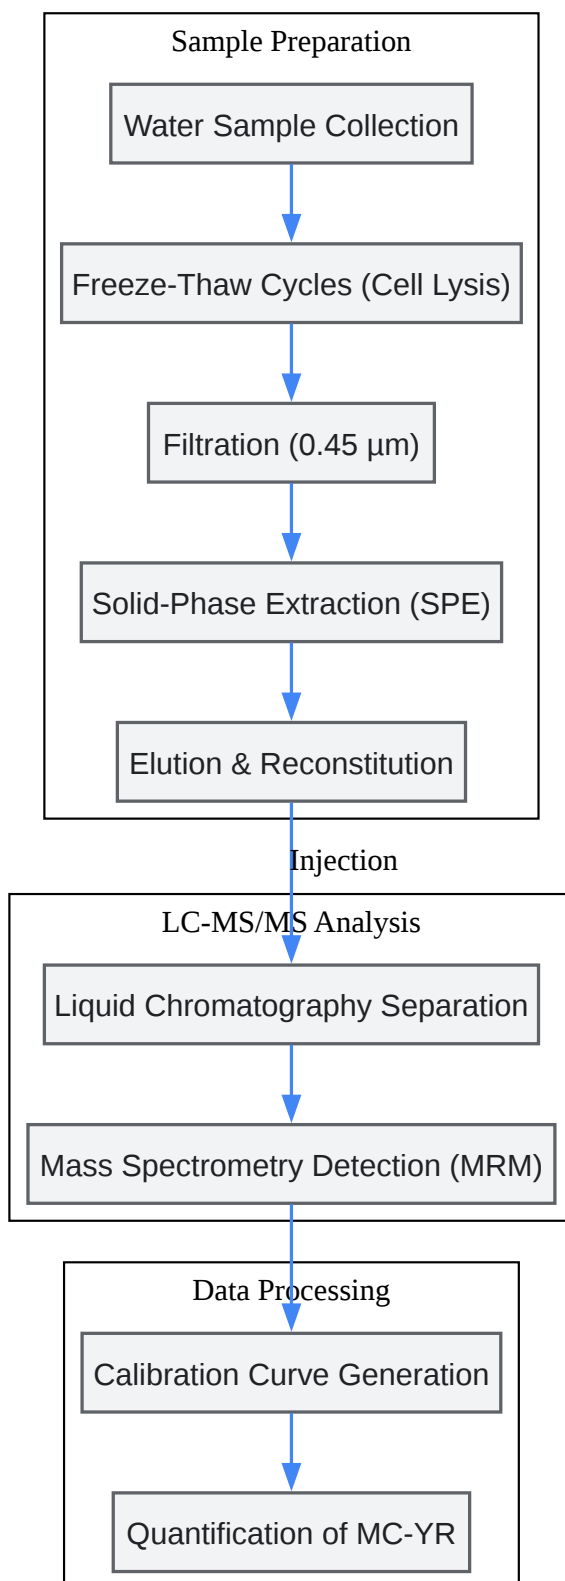 Sample Preparation
Water Sample Collection
Freeze-Thaw Cycles (Cell Lysis)
Filtration (0.45 µm)
Solid-Phase Extraction (SPE)
Elution & Reconstitution
Injection
LC-MS/MS Analysis
Liquid Chromatography Separation
Mass Spectrometry Detection (MRM)
Data Processing
Calibration Curve Generation
Quantification of MC-YR